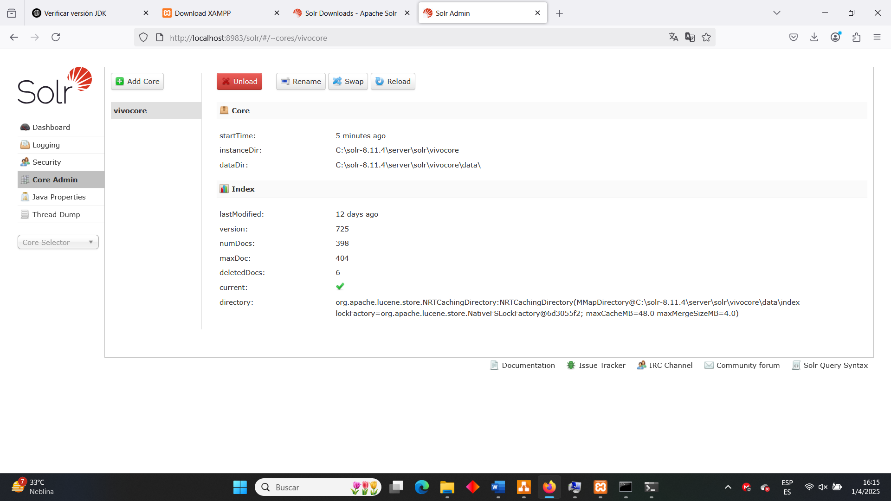 Verificar versión JDK
Download XAMPP
Solr Downloads - Apache Solr
Solr Admin
http://localhost:8983/solr/#/~cores/vivocore
Solr
Dashboard
Logging
Security
Core Admin
Java Properties
Thread Dump
Core Selector
Add Core
Unload
Rename
Swap
Reload
vivocore
Core
startTime: 5 minutes ago
instanceDir: C:\solr-8.11.4\server\solr\vivocore
dataDir: C:\solr-8.11.4\server\solr\vivocore\data\
Index
lastModified: 12 days ago
version: 725
numDocs: 398
maxDoc: 404
deletedDocs: 6
current:
directory: org.apache.lucene.store.NRTCachingDirectory:NRTCachingDirectory(MMapDirectory@C:\solr-8.11.4\server\solr\vivocore\data\index
lockFactory=org.apache.lucene.store.NativeFSLockFactory@6d3055f2; maxCacheMB=48.0 maxMergeSizeMB=4.0)
Documentation
Issue Tracker
IRC Channel
Community forum
Solr Query Syntax
7
33°C
Neblina
Buscar
ESP
ES
16:15
1/4/2025